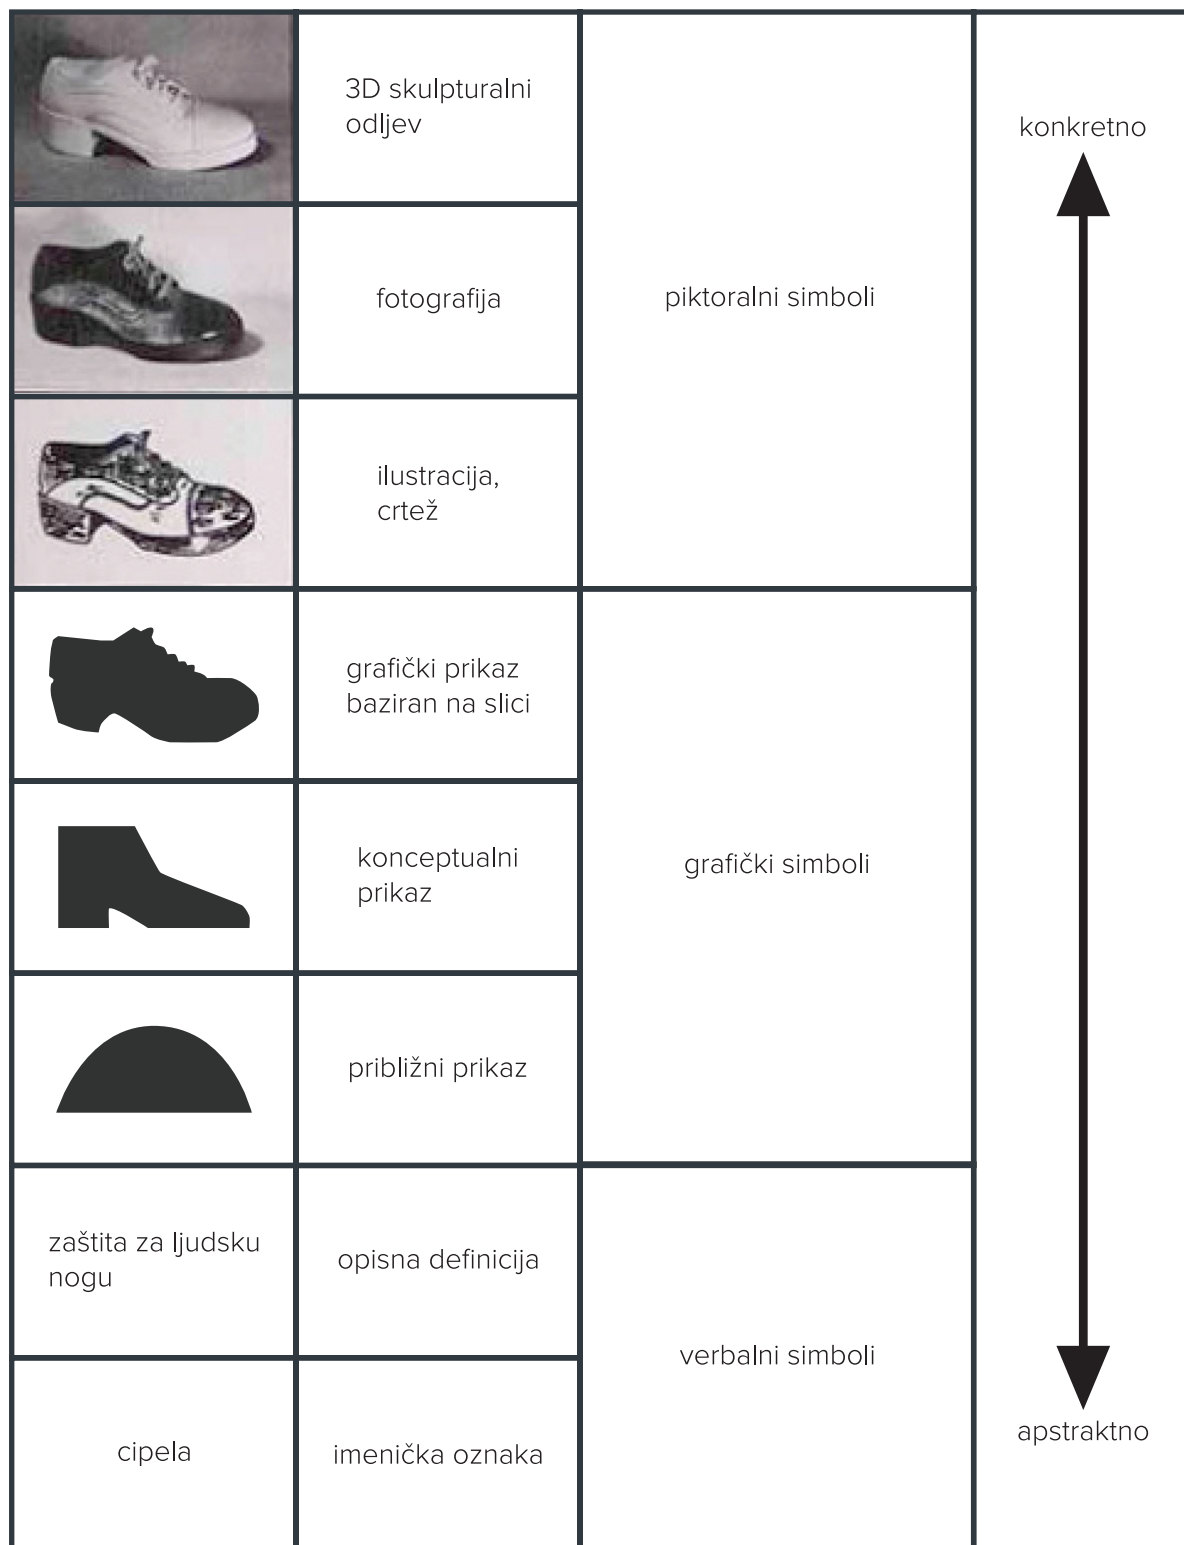 3D skulpturalni
odljev
konkretno
fotografija
piktoralni simboli
ilustracija,
crtež
grafički prikaz
baziran na slici
konceptualni
prikaz
grafički simboli
približni prikaz
zaštita za ljudsku
nogu
opisna definicija
verbalni simboli
cipela
imenička oznaka
apstraktno